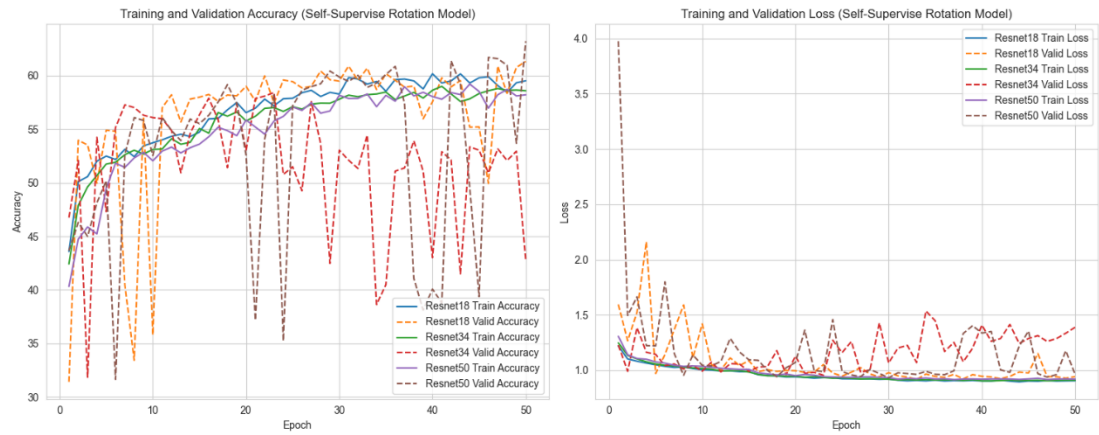 Training and Validation Accuracy (Self-Supervise Rotation Model)
Accuracy
60
55
50
45
40
35
30
0
10
20
30
40
50
Epoch
Resnet18 Train Accuracy
Resnet18 Valid Accuracy
Resnet34 Train Accuracy
Resnet34 Valid Accuracy
Resnet50 Train Accuracy
Resnet50 Valid Accuracy
Training and Validation Loss (Self-Supervise Rotation Model)
Loss
4.0
3.5
3.0
2.5
2.0
1.5
1.0
0
10
20
30
40
50
Epoch
Resnet18 Train Loss
Resnet18 Valid Loss
Resnet34 Train Loss
Resnet34 Valid Loss
Resnet50 Train Loss
Resnet50 Valid Loss